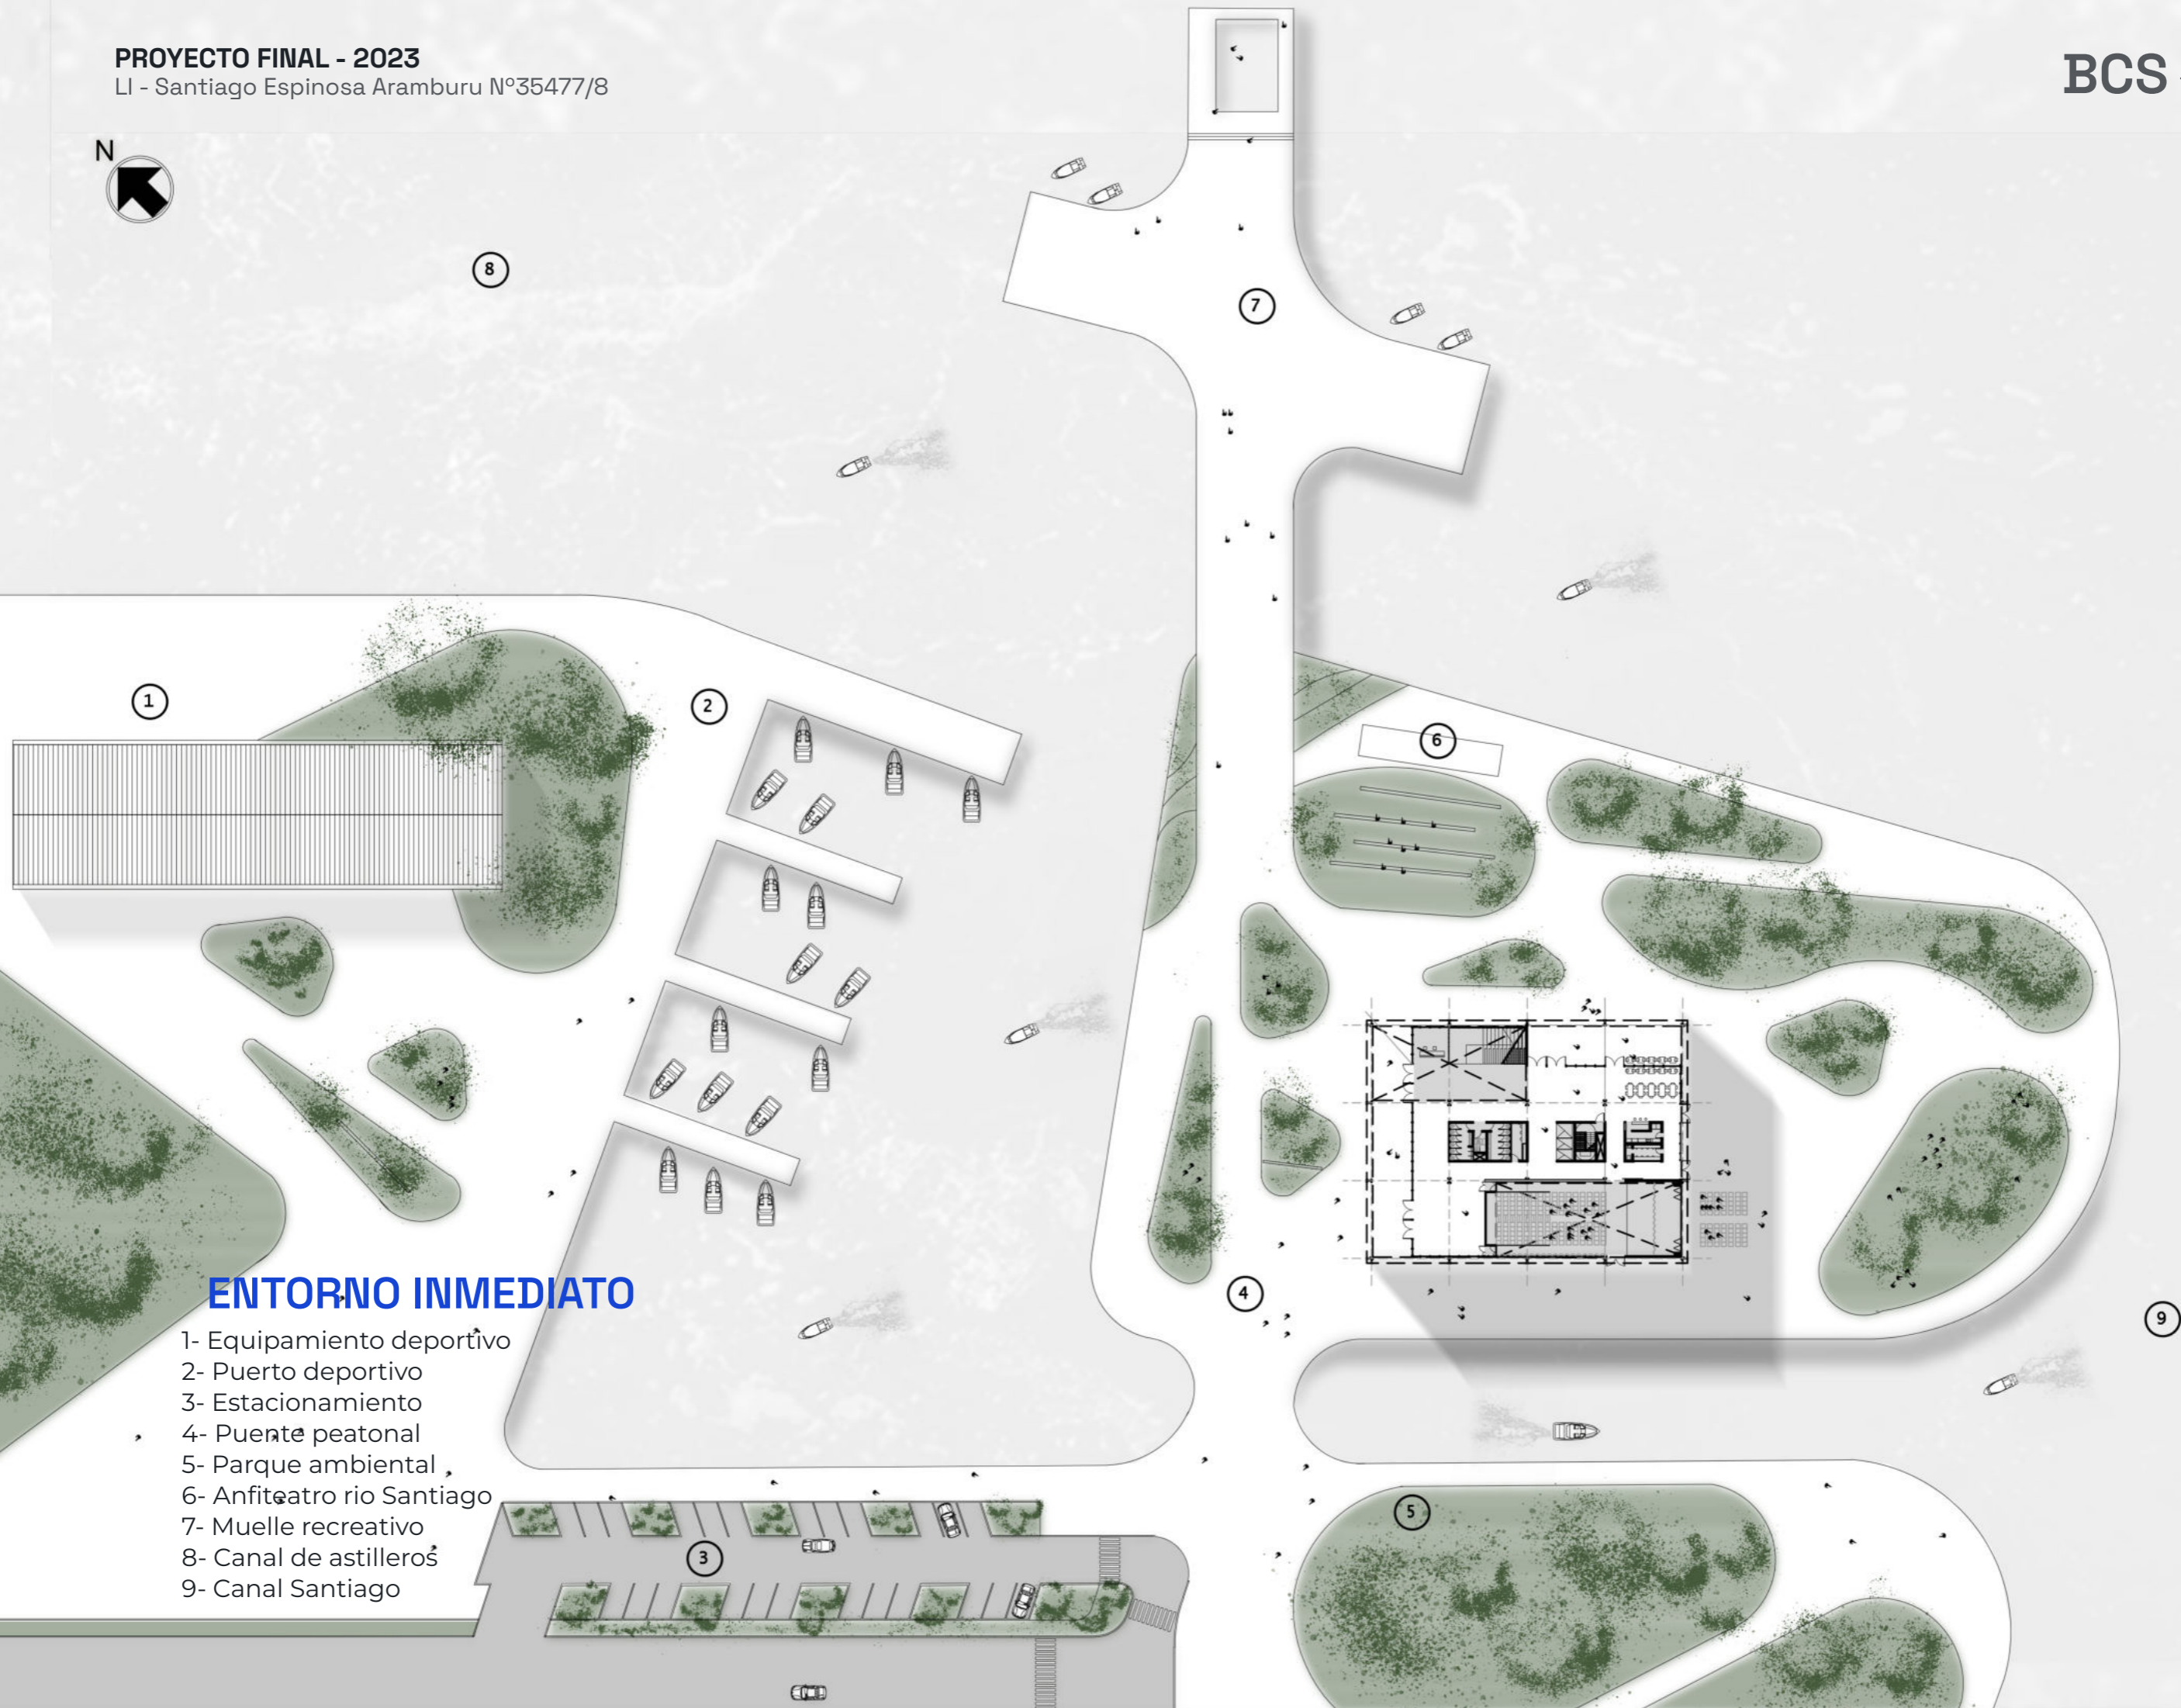 PROYECTO FINAL - 2023
LI - Santiago Espinosa Aramburu Nº35477/8
BCS
N
8
7
1
2
6
4
9
ENTORNO INMEDIATO
1- Equipamiento deportivo
2- Puerto deportivo
3- Estacionamiento
4- Puente peatonal
5- Parque ambiental
6- Anfiteatro rio Santiago
7- Muelle recreativo
8- Canal de astilleros
9- Canal Santiago
5
3